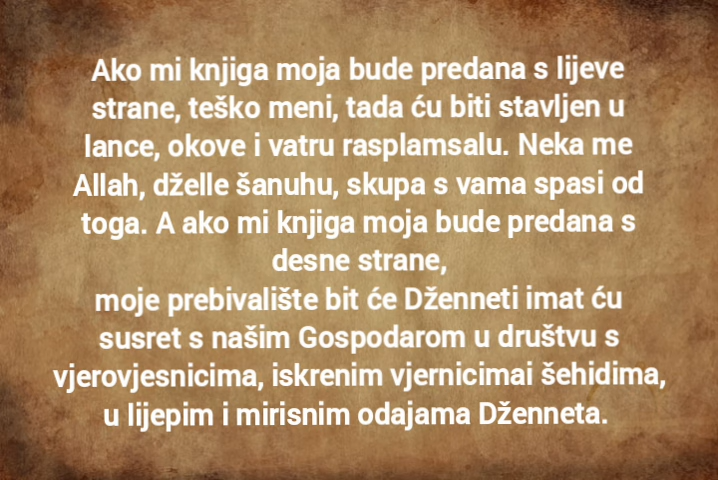 Ako mi knjiga moja bude predana s lijeve
strane, teško meni, tada ću biti stavljen u
lance, okove i vatru rasplamsalu. Neka me
Allah, dželle šanuhu, skupa s vama spasi od
toga. A ako mi knjiga moja bude predana s
desne strane,
moje prebivalište bit će Dženneti imat ću
susret s našim Gospodarom u društvu s
vjerovjesnicima, iskrenim vjernicimai šehidima,
u lijepim i mirisnim odajama Dženneta.